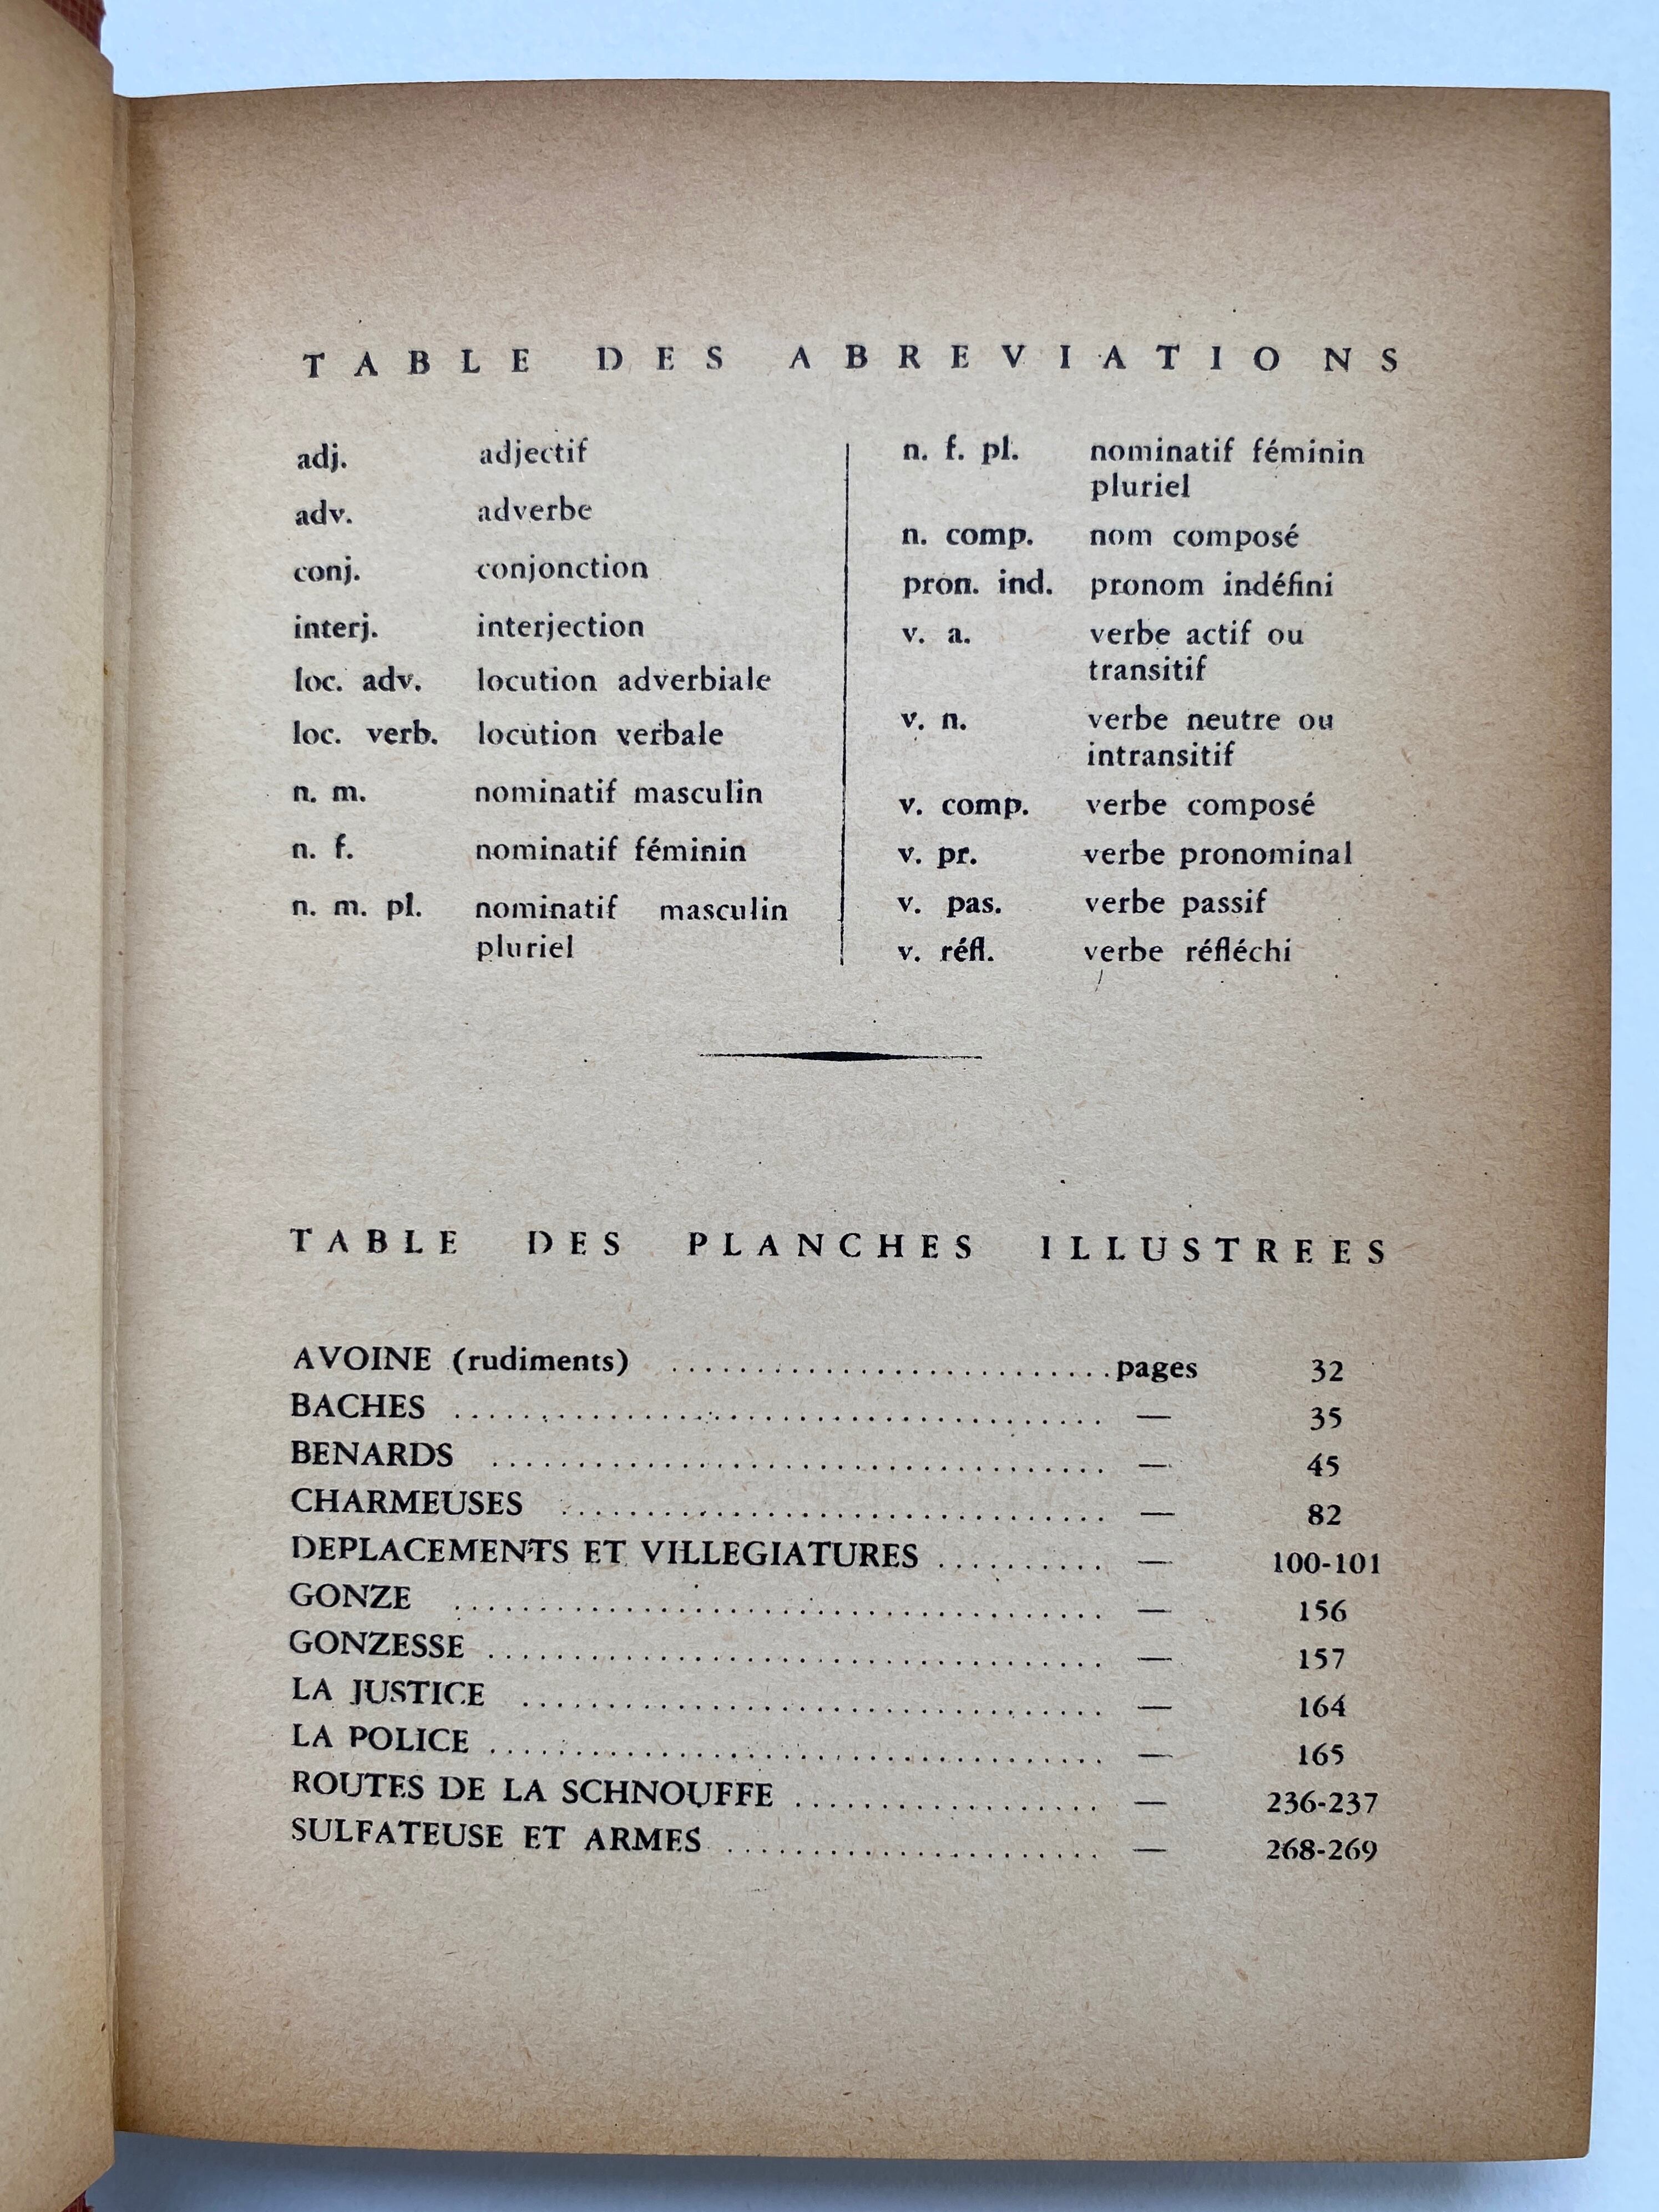 TABLE DES ABREVIATIONS
adj. adjectif
adv. adverbe
conj. conjonction
interj. interjection
loc. adv. locution adverbiale
loc. verb. locution verbale
n. m. nominatif masculin
n. f. nominatif féminin
n. m. pl. nominatif masculin
pluriel
n. f. pl. nominatif féminin
pluriel
n. comp. nom composé
pron. ind. pronom indéfini
v. a. verbe actif ou
transitif
v. n. verbe neutre ou
intransitif
v. comp. verbe composé
v. pr. verbe pronominal
v. pas. verbe passif
v. réfl. verbe réfléchi
TABLE DES PLANCHES ILLUSTREES
AVOINE (rudiments) .......................... pages 32
BACHES ...................................... — 35
BENARDS .................................... — 45
CHARMEUSES ................................ — 82
DEPLACEMENTS ET VILLEGIATURES .......... — 100-101
GONZE ...................................... — 156
GONZESSE .................................... — 157
LA JUSTICE .................................. — 164
LA POLICE .................................... — 165
ROUTES DE LA SCHNOUFFE .................. — 236-237
SULFATEUSE ET ARMES ...................... — 268-269